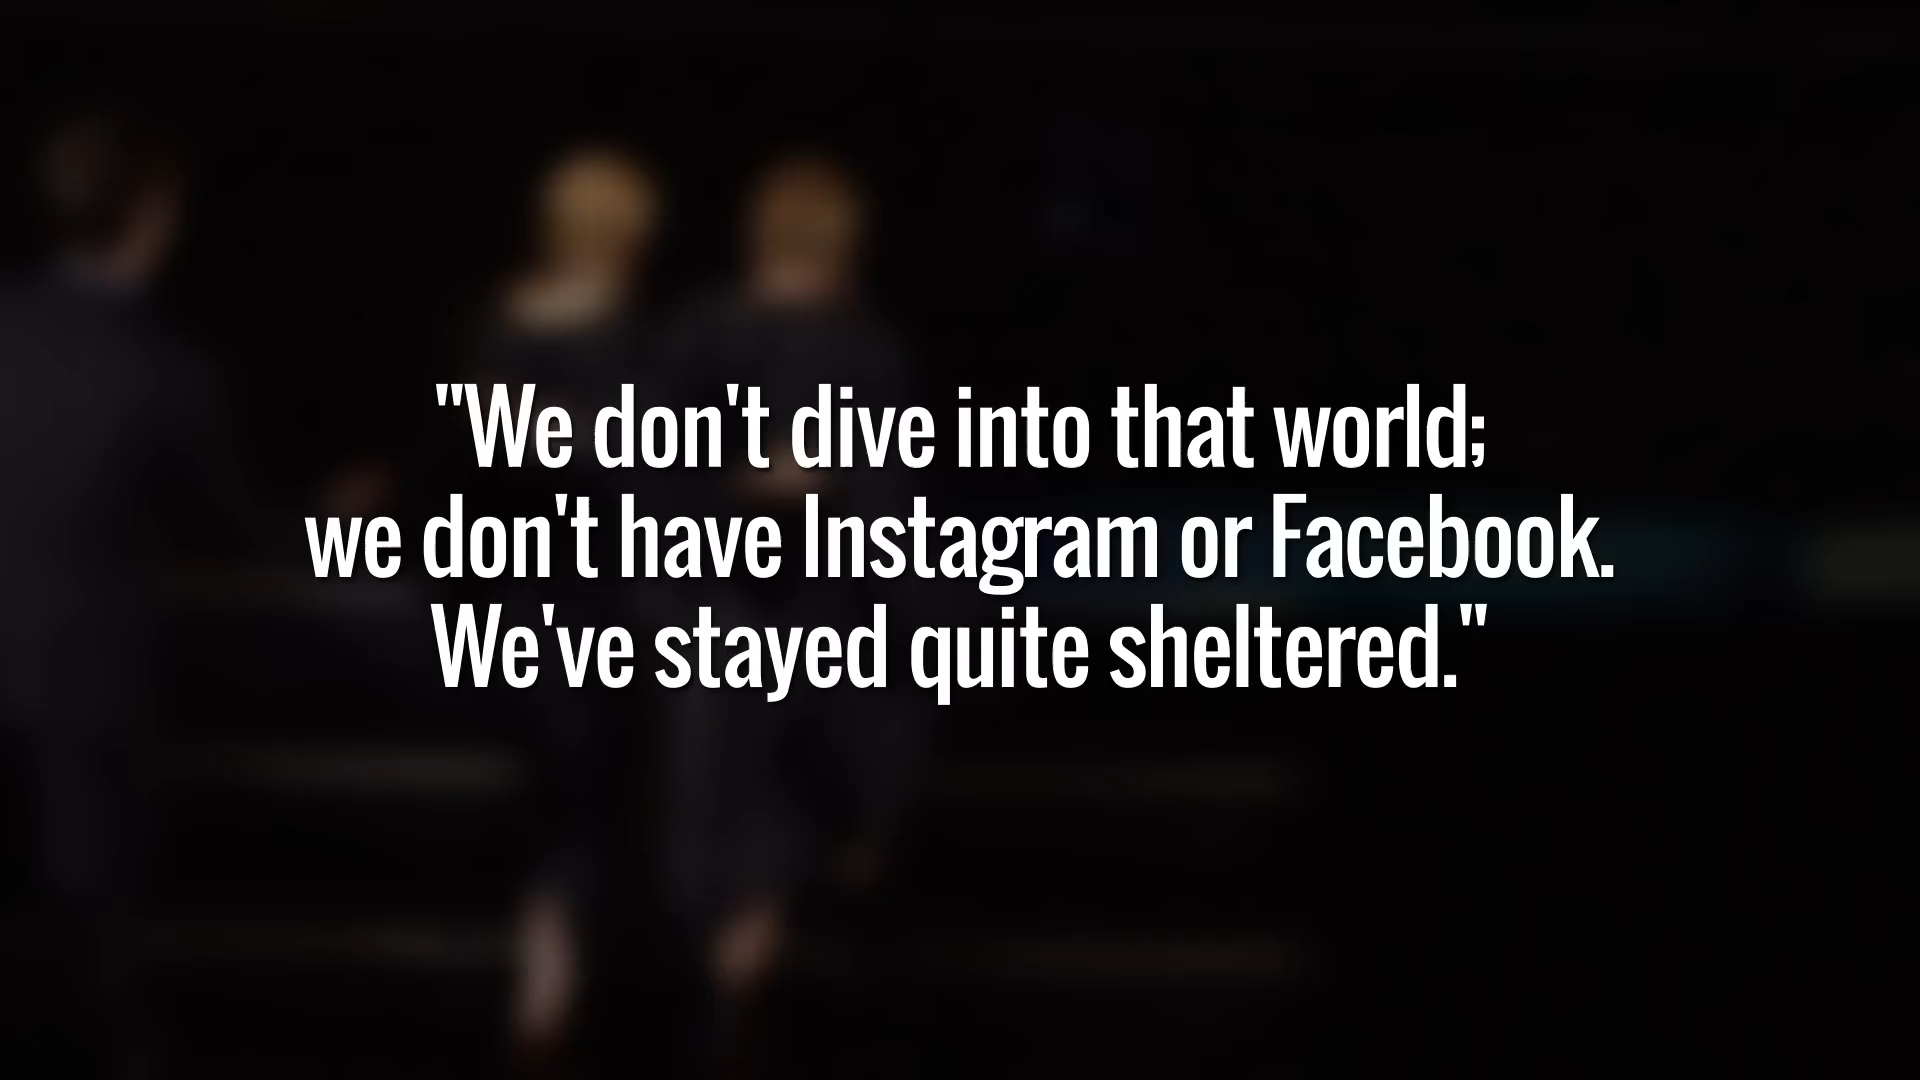 "We don't dive into that world;
we don't have Instagram or Facebook.
We've stayed quite sheltered."